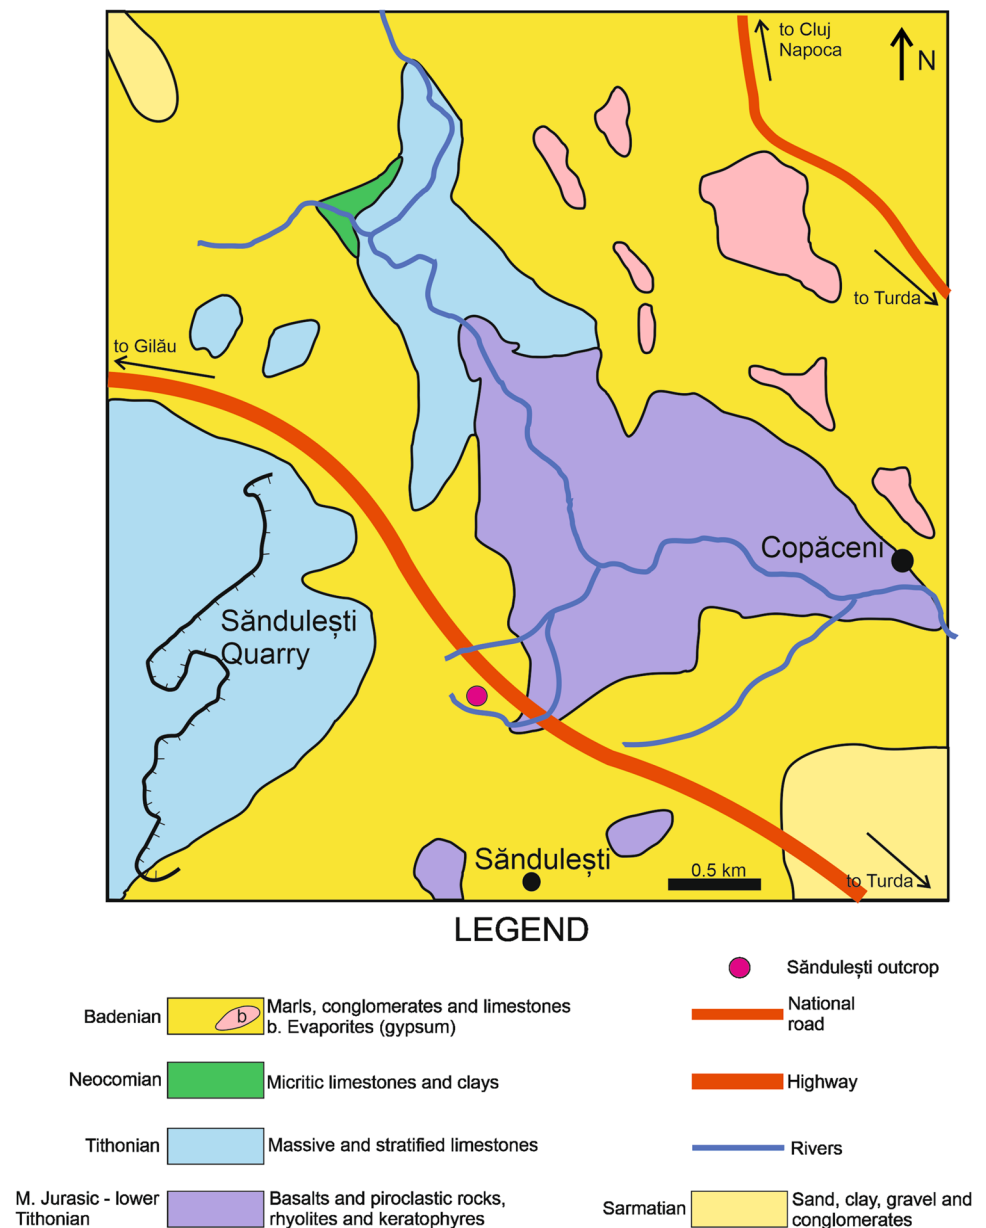 to Cluj
Napoca
N
to Turda
to Gilău
Copăceni
Săndulești
Quarry
Săndulești
0.5 km
to Turda
LEGEND
Săndulești outcrop
Badenian
b
Marls, conglomerates and limestones
b. Evaporites (gypsum)
National
road
Neocomian
Micritic limestones and clays
Highway
Tithonian
Massive and stratified limestones
Rivers
M. Jurasic - lower
Tithonian
Basalts and piroclastic rocks,
rhyolites and keratophyres
Sarmatian
Sand, clay, gravel and
conglomerates